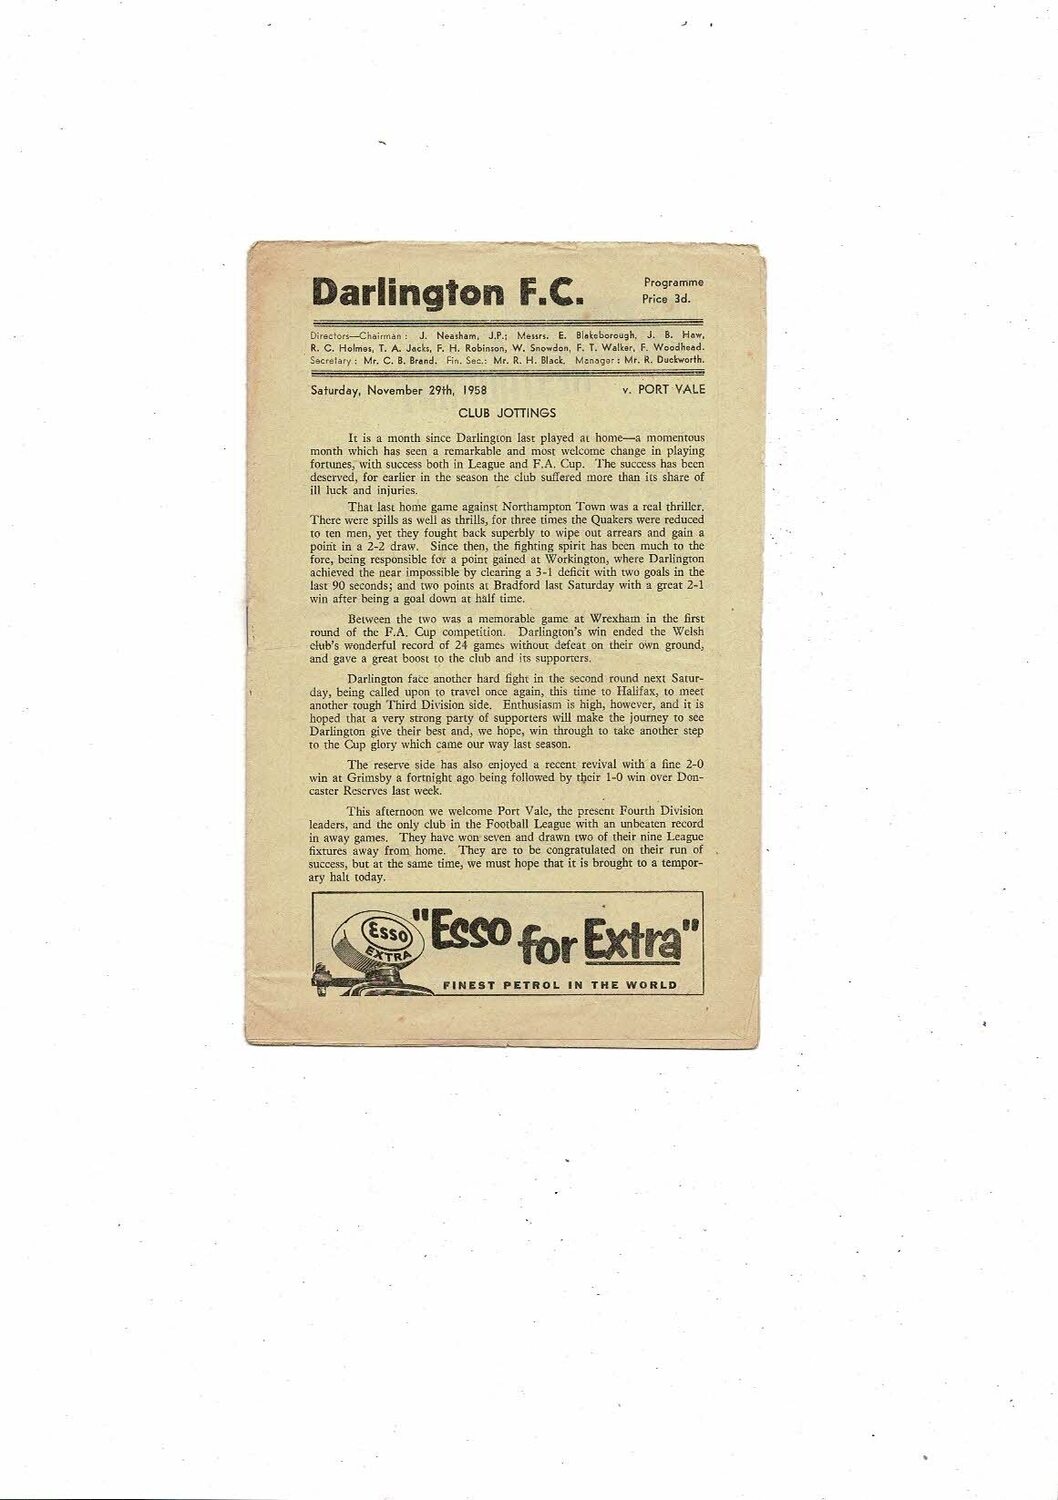 Darlington F.C.
Programme
Price 3d.
Directors—Chairman : J. Neasham, J.P.; Messrs. E. Blakeborough, J. B. Haw,
R. C. Holmes, T. A. Jacks, F. H. Robinson, W. Snowdon, F. T. Walker, F. Woodhead.
Secretary : Mr. C. B. Brand. Fin. Sec.: Mr. R. H. Black. Manager : Mr. R. Duckworth.
Saturday, November 29th, 1958 v. PORT VALE
CLUB JOTTINGS
It is a month since Darlington last played at home—a momentous
month which has seen a remarkable and most welcome change in playing
fortunes, with success both in League and F.A. Cup. The success has been
deserved, for earlier in the season the club suffered more than its share of
ill luck and injuries.
That last home game against Northampton Town was a real thriller.
There were spills as well as thrills, for three times the Quakers were reduced
to ten men, yet they fought back superbly to wipe out arrears and gain a
point in a 2-2 draw. Since then, the fighting spirit has been much to the
fore, being responsible for a point gained at Workington, where Darlington
achieved the near impossible by clearing a 3-1 deficit with two goals in the
last 90 seconds; and two points at Bradford last Saturday with a great 2-1
win after being a goal down at half time.
Between the two was a memorable game at Wrexham in the first
round of the F.A. Cup competition. Darlington's win ended the Welsh
club's wonderful record of 24 games without defeat on their own ground,
and gave a great boost to the club and its supporters.
Darlington face another hard fight in the second round next Satur-
day, being called upon to travel once again, this time to Halifax, to meet
another tough Third Division side. Enthusiasm is high, however, and it is
hoped that a very strong party of supporters will make the journey to see
Darlington give their best and, we hope, win through to take another step
to the Cup glory which came our way last season.
The reserve side has also enjoyed a recent revival with a fine 2-0
win at Grimsby a fortnight ago being followed by their 1-0 win over Don-
caster Reserves last week.
This afternoon we welcome Port Vale, the present Fourth Division
leaders, and the only club in the Football League with an unbeaten record
in away games. They have won seven and drawn two of their nine League
fixtures away from home. They are to be congratulated on their run of
success, but at the same time, we must hope that it is brought to a tempor-
ary halt today.
ESSO
EXTRA
"Esso for Extra"
FINEST PETROL IN THE WORLD